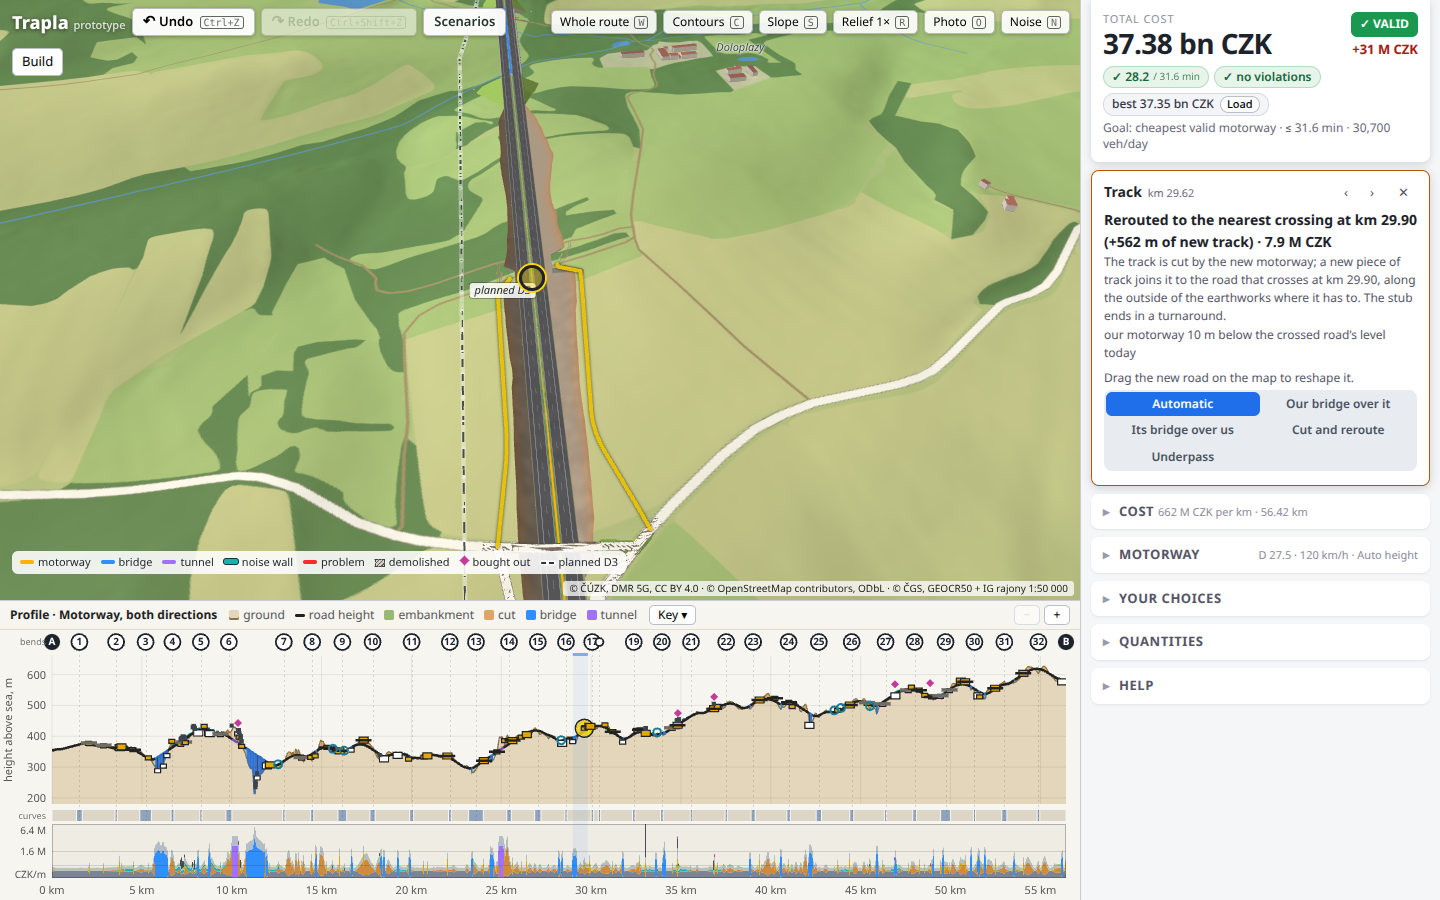 Trapla prototype
↶ Undo Ctrl+Z
Redo Ctrl+Shift+Z
Scenarios
Whole route W
Contours C
Slope S
Relief 1× R
Photo O
Noise N
Build
Doloplazy
planned D3
motorway
bridge
tunnel
noise wall
problem
demolished
bought out
planned D3
© ČÚZK, DMR 5G, CC BY 4.0 · © OpenStreetMap contributors, ODbL · © ČGS, GEOCR50 + IG rajony 1:50 000
TOTAL COST
37.38 bn CZK
✓ VALID
+31 M CZK
✓ 28.2 / 31.6 min
✓ no violations
best 37.35 bn CZK Load
Goal: cheapest valid motorway · ≤ 31.6 min · 30,700
veh/day
Track km 29.62
‹ › ✕
Rerouted to the nearest crossing at km 29.90
(+562 m of new track) · 7.9 M CZK
The track is cut by the new motorway; a new piece of
track joins it to the road that crosses at km 29.90, along
the outside of the earthworks where it has to. The stub
ends in a turnaround.
our motorway 10 m below the crossed road's level
today
Drag the new road on the map to reshape it.
Automatic
Our bridge over it
Its bridge over us
Cut and reroute
Underpass
▸ COST 662 M CZK per km · 56.42 km
▸ MOTORWAY D 27.5 · 120 km/h · Auto height
▸ YOUR CHOICES
▸ QUANTITIES
▸ HELP
Profile · Motorway, both directions
ground
road height
embankment
cut
bridge
tunnel
Key ▾
− +
bends A 1 2 3 4 5 6 7 8 9 10 11 12 13 14 15 16 17 19 20 21 22 23 24 25 26 27 28 29 30 31 32 B
height above sea, m
600
500
400
300
200
curves
6.4 M
1.6 M
CZK/m
0 km 5 km 10 km 15 km 20 km 25 km 30 km 35 km 40 km 45 km 50 km 55 km